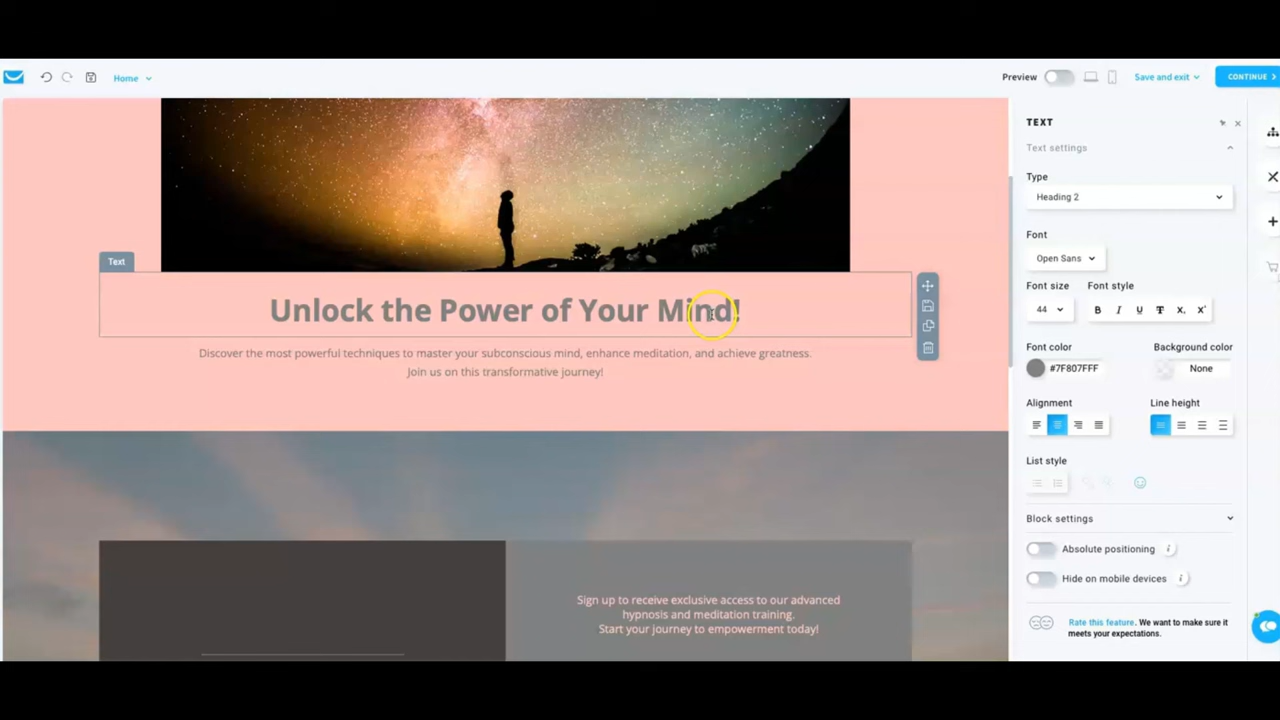 Home
Preview
Save and exit
CONTINUE
Text
Unlock the Power of Your Mind!
Discover the most powerful techniques to master your subconscious mind, enhance meditation, and achieve greatness.
Join us on this transformative journey!
Sign up to receive exclusive access to our advanced
hypnosis and meditation training.
Start your journey to empowerment today!
TEXT
Text settings
Type
Heading 2
Font
Open Sans
Font size
Font style
44
B I U T X, X'
Font color
Background color
#7F807FFF
None
Alignment
Line height
List style
Block settings
Absolute positioning
Hide on mobile devices
Rate this feature. We want to make sure it
meets your expectations.